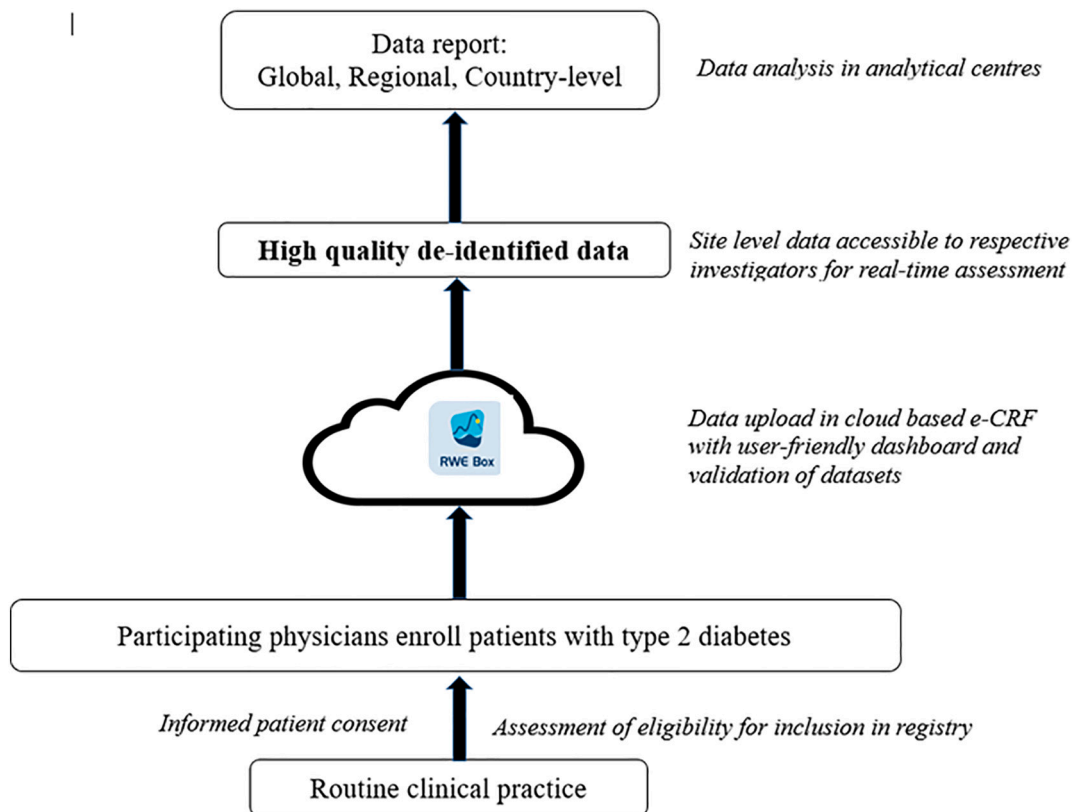 Data report:
Global, Regional, Country-level
Data analysis in analytical centres
High quality de-identified data
Site level data accessible to respective
investigators for real-time assessment
RWE Box
Data upload in cloud based e-CRF
with user-friendly dashboard and
validation of datasets
Participating physicians enroll patients with type 2 diabetes
Informed patient consent
Assessment of eligibility for inclusion in registry
Routine clinical practice